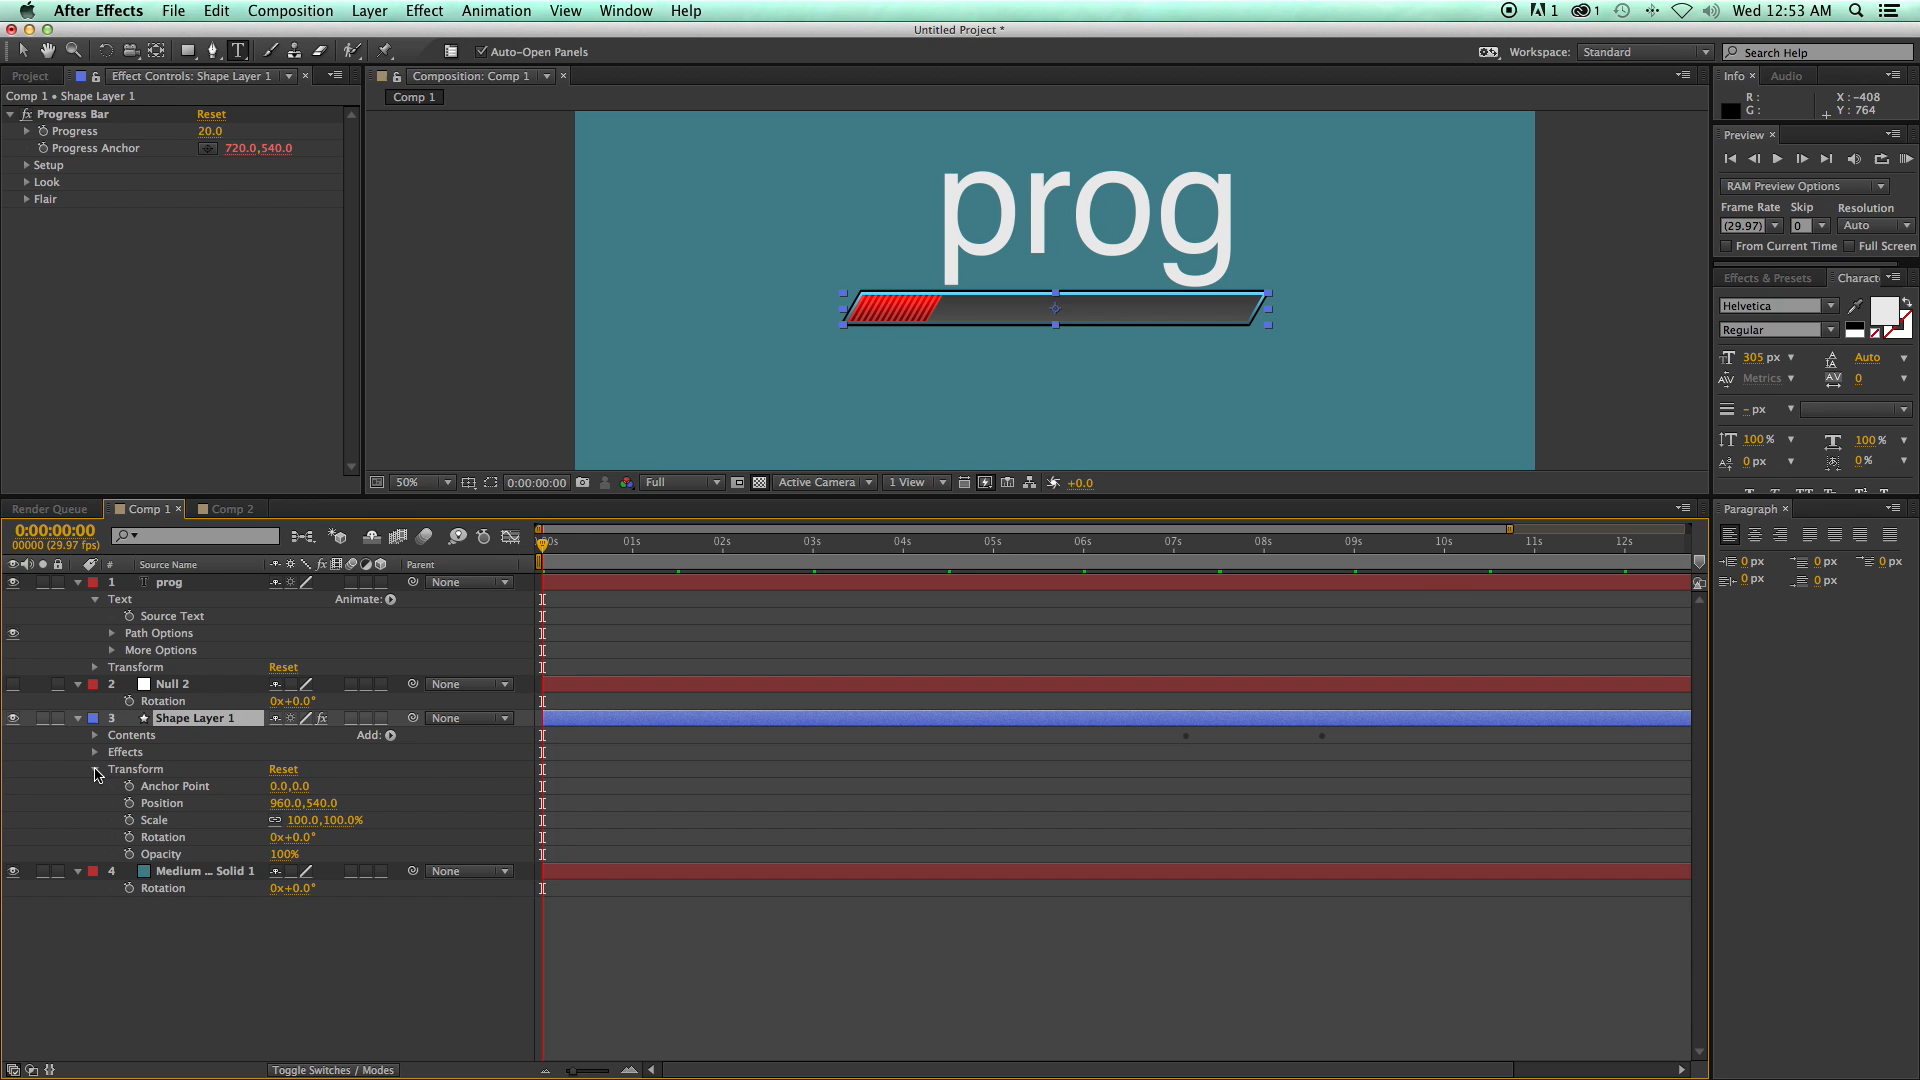 After Effects File Edit Composition Layer Effect Animation View Window Help
1 1 Wed 12:53 AM
Untitled Project *
T Auto-Open Panels Workspace: Standard Search Help
Project Effect Controls: Shape Layer 1 × Composition: Comp 1 × Info × Audio
Comp 1 • Shape Layer 1 Comp 1 R: X: -408
G: Y: 764
fx Progress Bar Reset
Progress 20.0
Progress Anchor 720.0,540.0
Setup
Look
Flair
prog
Preview ×
RAM Preview Options
Frame Rate Skip Resolution
(29.97) 0 Auto
From Current Time Full Screen
Effects & Presets Charact
Helvetica
Regular
305 px Auto
Metrics 0
- px
100 % 100 %
0 px 0 %
50% 0:00:00:00 Full Active Camera 1 View +0.0
Render Queue Comp 1 × Comp 2 Paragraph ×
0:00:00:00
00000 (29.97 fps)
00s 01s 02s 03s 04s 05s 06s 07s 08s 09s 10s 11s 12s
0 px 0 px 0 px
0 px 0 px
# Source Name fx Parent
1 T prog None
Text Animate:
Source Text
Path Options
More Options
Transform Reset
2 Null 2 None
Rotation 0x+0.0°
3 Shape Layer 1 fx None
Contents Add:
Effects
Transform Reset
Anchor Point 0.0,0.0
Position 960.0,540.0
Scale 100.0,100.0%
Rotation 0x+0.0°
Opacity 100%
4 Medium ... Solid 1 None
Rotation 0x+0.0°
Toggle Switches / Modes